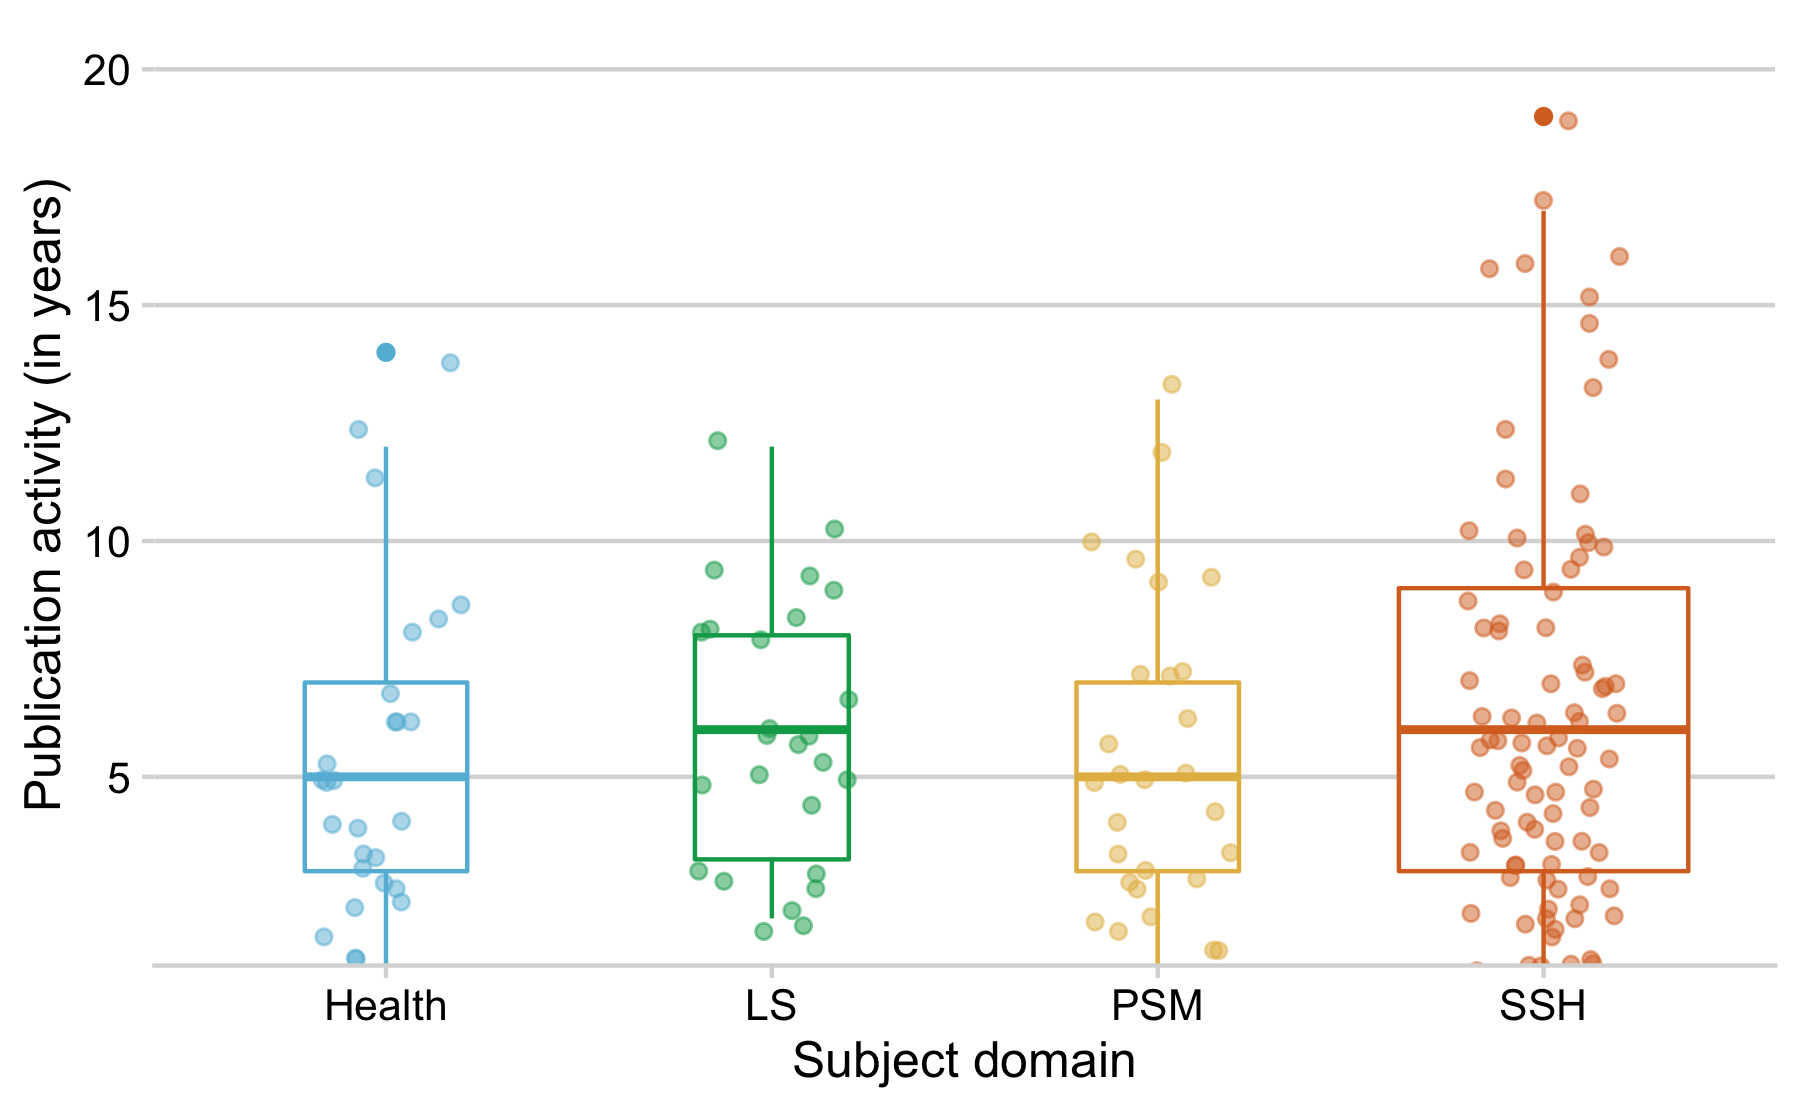 Publication activity (in years)
20
15
10
5
Health
LS
PSM
SSH
Subject domain